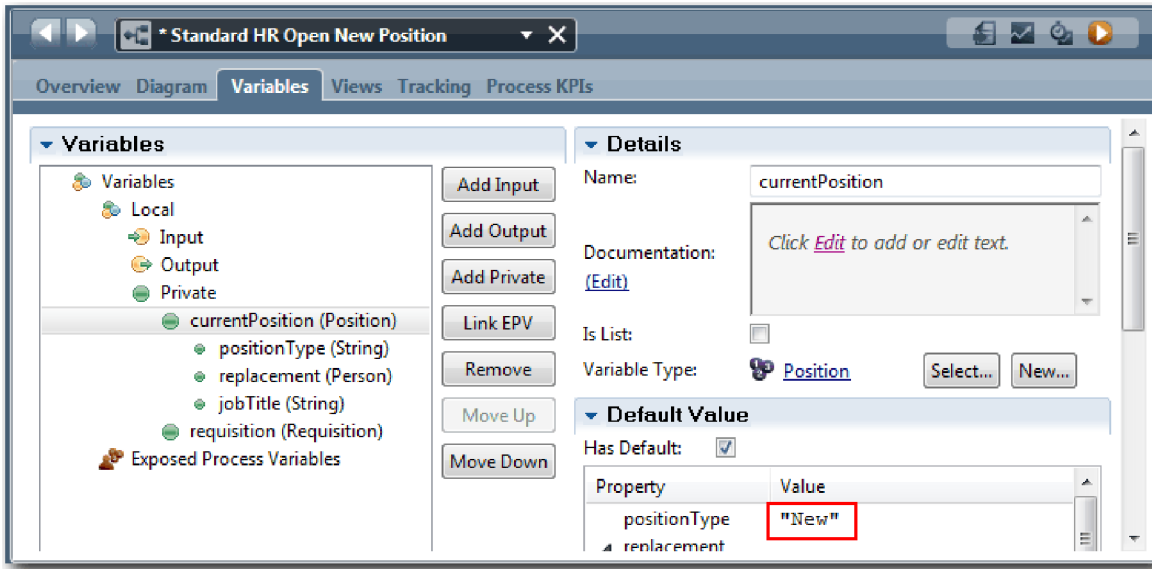 * Standard HR Open New Position
Overview Diagram Variables Views Tracking Process KPIs
Variables
Variables
Local
Input
Output
Private
currentPosition (Position)
positionType (String)
replacement (Person)
jobTitle (String)
requisition (Requisition)
Exposed Process Variables
Add Input
Add Output
Add Private
Link EPV
Remove
Move Up
Move Down
Details
Name: currentPosition
Documentation:
(Edit)
Click Edit to add or edit text.
Is List:
Variable Type: Position Select... New...
Default Value
Has Default:
Property Value
positionType "New"
replacement